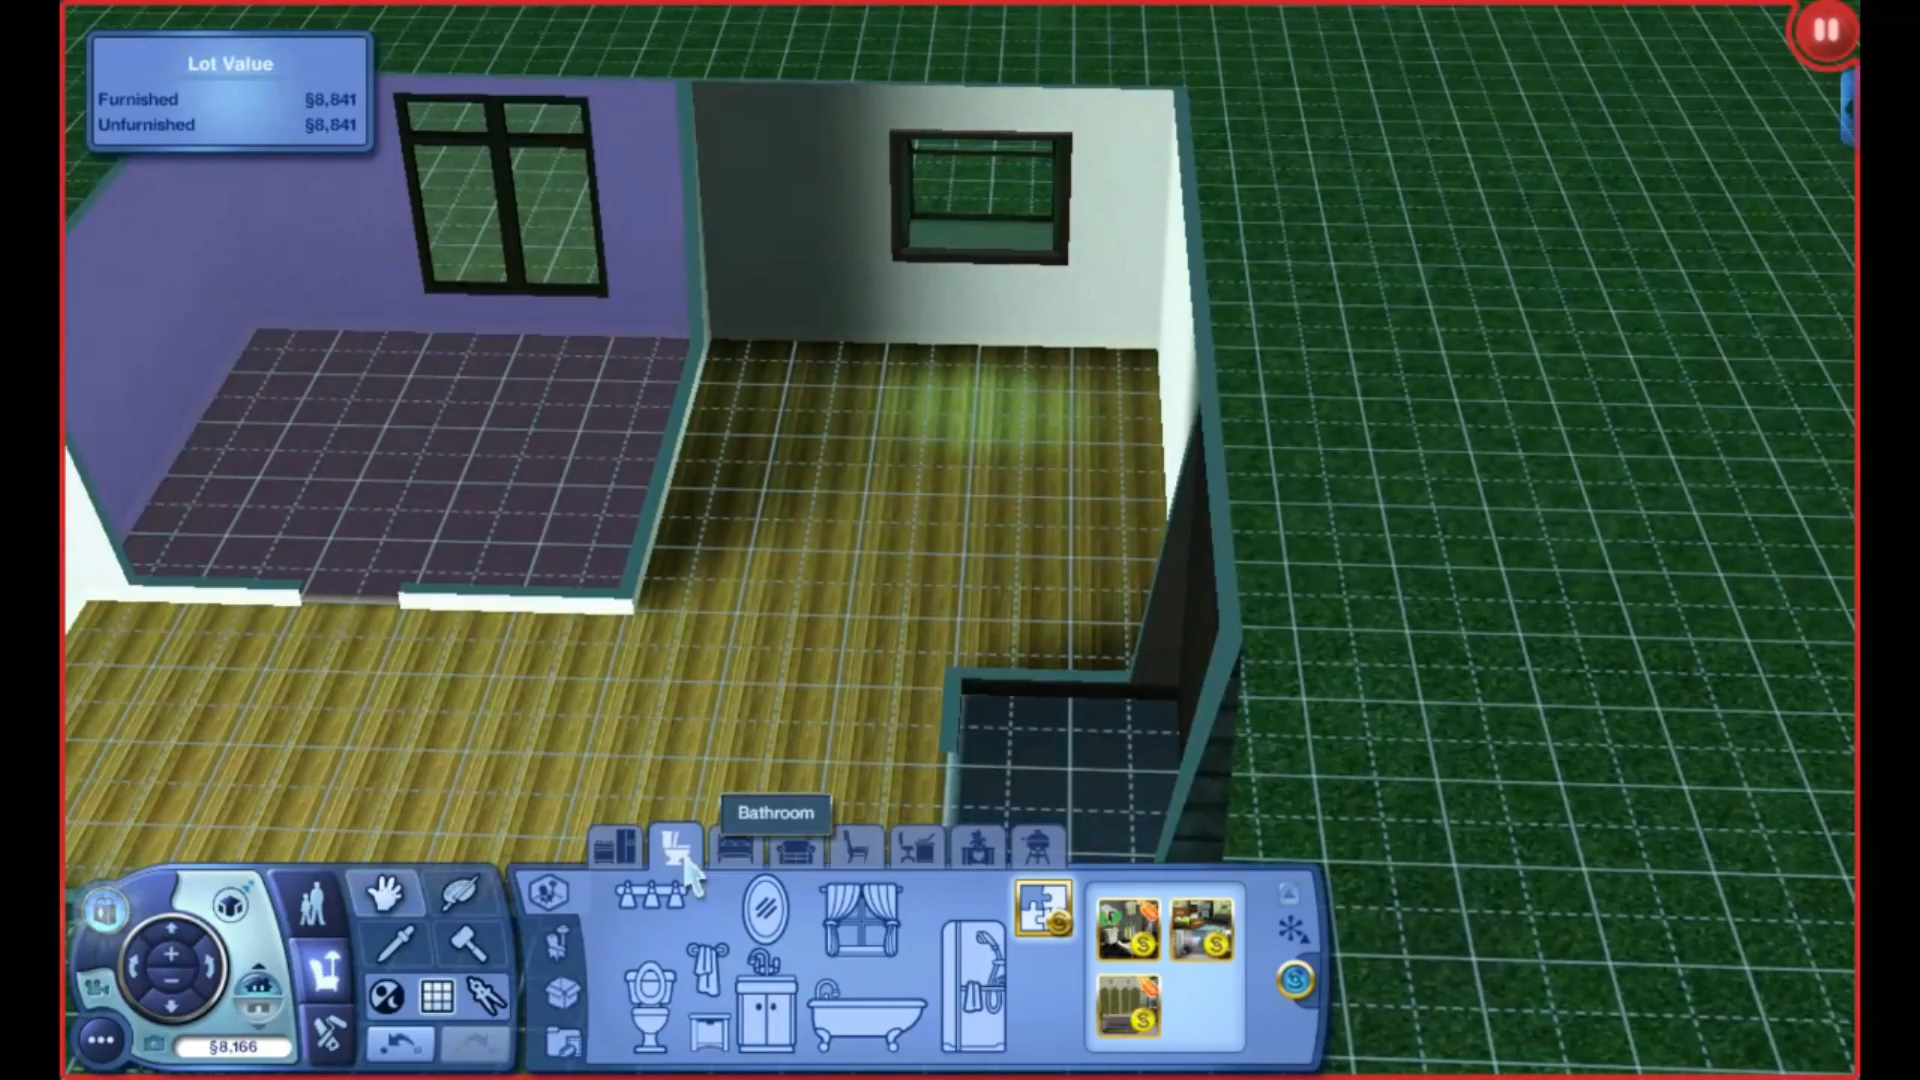 Lot Value
Furnished §8,841
Unfurnished §8,841
Bathroom
§8,166